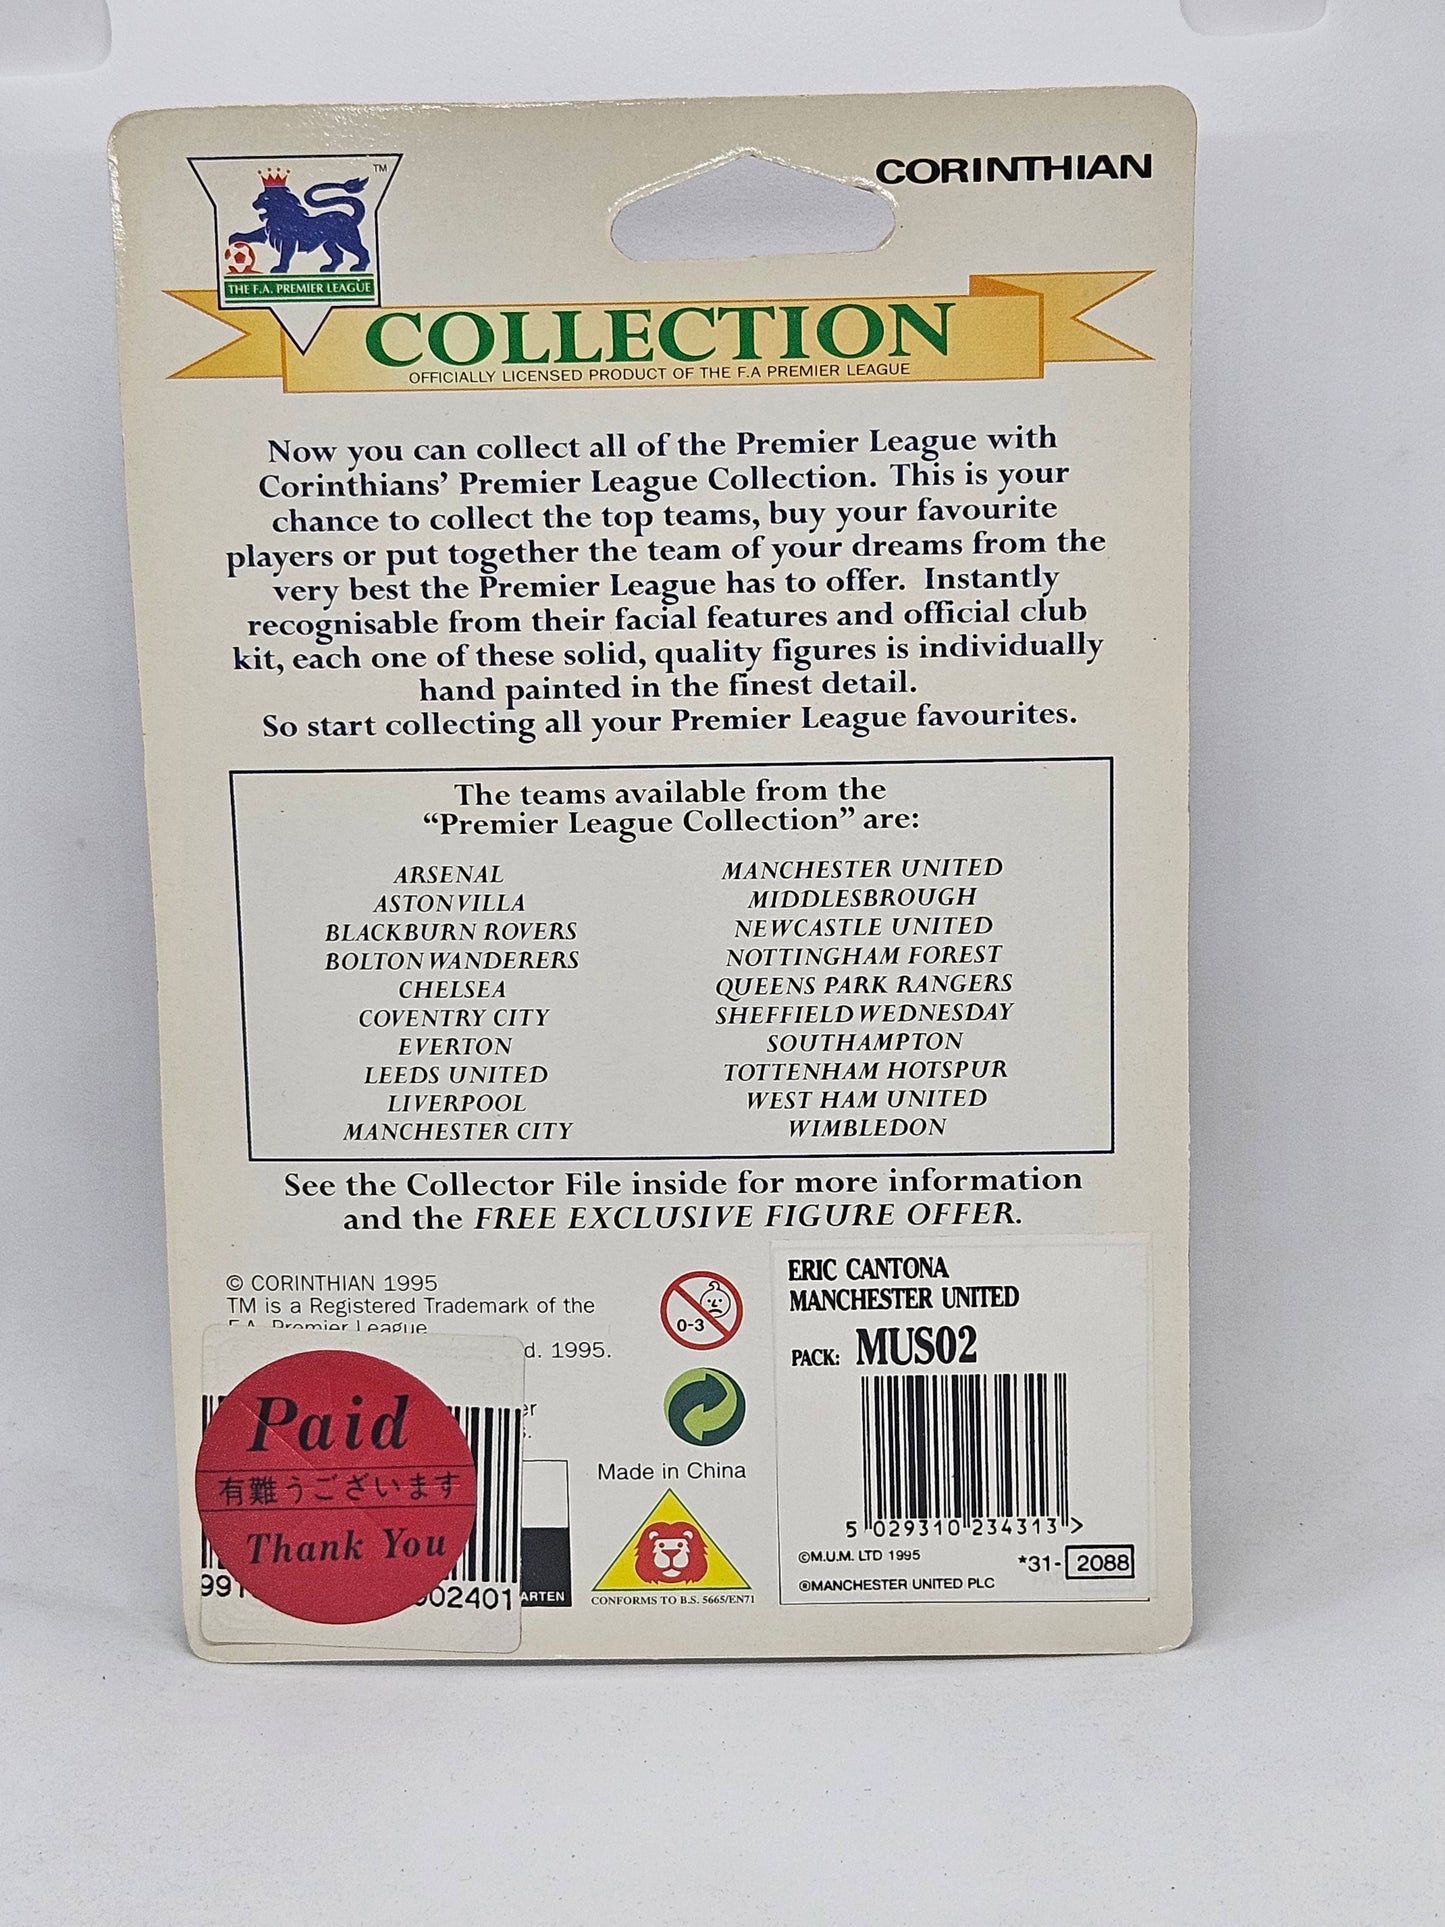 CORINTHIAN
TM
THE F.A. PREMIER LEAGUE
COLLECTION
OFFICIALLY LICENSED PRODUCT OF THE F.A PREMIER LEAGUE
Now you can collect all of the Premier League with
Corinthians' Premier League Collection. This is your
chance to collect the top teams, buy your favourite
players or put together the team of your dreams from the
very best the Premier League has to offer. Instantly
recognisable from their facial features and official club
kit, each one of these solid, quality figures is individually
hand painted in the finest detail.
So start collecting all your Premier League favourites.
The teams available from the
“Premier League Collection” are:
ARSENAL
ASTON VILLA
BLACKBURN ROVERS
BOLTON WANDERERS
CHELSEA
COVENTRY CITY
EVERTON
LEEDS UNITED
LIVERPOOL
MANCHESTER CITY
MANCHESTER UNITED
MIDDLESBROUGH
NEWCASTLE UNITED
NOTTINGHAM FOREST
QUEENS PARK RANGERS
SHEFFIELD WEDNESDAY
SOUTHAMPTON
TOTTENHAM HOTSPUR
WEST HAM UNITED
WIMBLEDON
See the Collector File inside for more information
and the FREE EXCLUSIVE FIGURE OFFER.
© CORINTHIAN 1995
TM is a Registered Trademark of the
F.A. Premier League
d. 1995.
Paid
有難うございます
Thank You
02401
ARTEN
0-3
Made in China
CONFORMS TO B.S. 5665/EN71
ERIC CANTONA
MANCHESTER UNITED
PACK: MUS02
5 029310 234313 >
©M.U.M. LTD 1995
*31- 2088
®MANCHESTER UNITED PLC